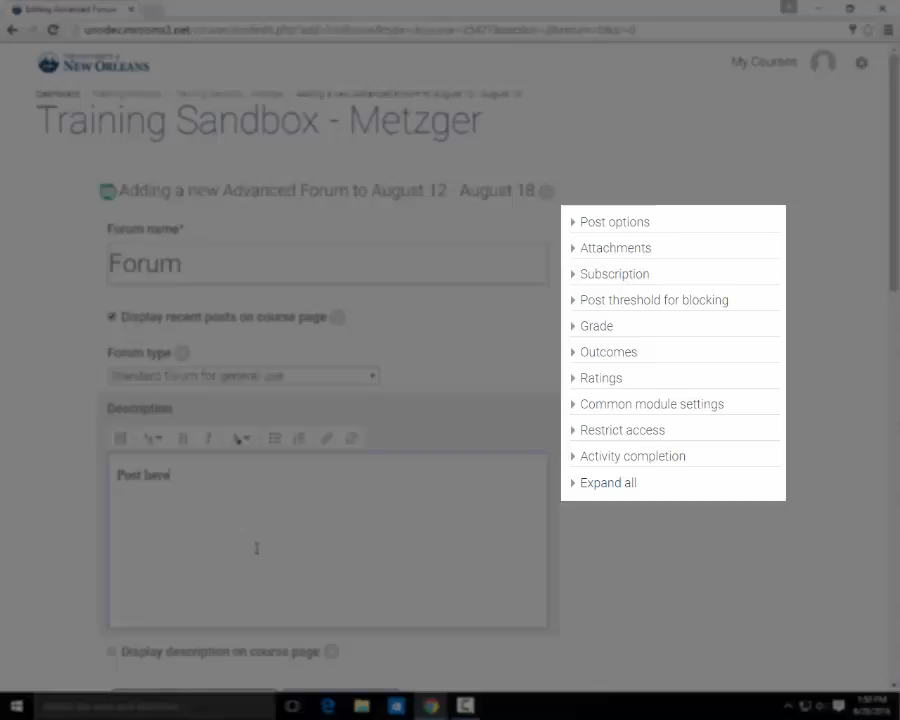 Editing Advanced Forum
NEW ORLEANS
My Courses
Training Sandbox - Metzger
Adding a new Advanced Forum to August 12 - August 18
Forum name*
Forum
Display recent posts on course page
Forum type
Standard forum for general use
Description
Post here
Display description on course page
Post options
Attachments
Subscription
Post threshold for blocking
Grade
Outcomes
Ratings
Common module settings
Restrict access
Activity completion
Expand all